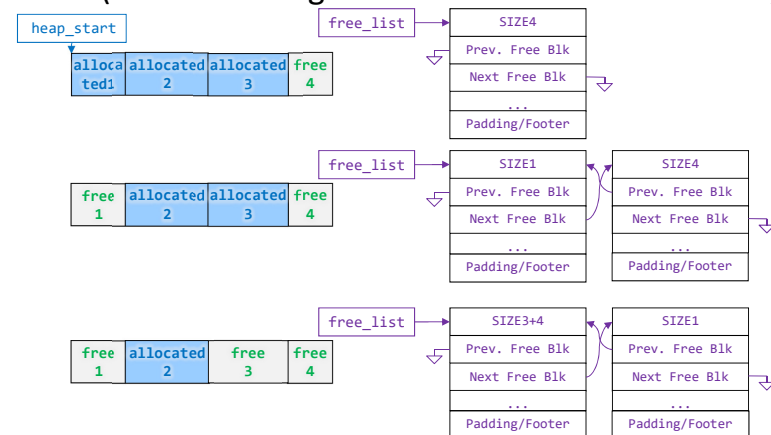 heap_start
alloca allocated allocated free
ted1 2 3 4
free_list
SIZE4
Prev. Free Blk
Next Free Blk
...
Padding/Footer
free allocated allocated free
1 2 3 4
free_list
SIZE1
Prev. Free Blk
Next Free Blk
...
Padding/Footer
SIZE4
Prev. Free Blk
Next Free Blk
...
Padding/Footer
free allocated free free
1 2 3 4
free_list
SIZE3+4
Prev. Free Blk
Next Free Blk
...
Padding/Footer
SIZE1
Prev. Free Blk
Next Free Blk
...
Padding/Footer